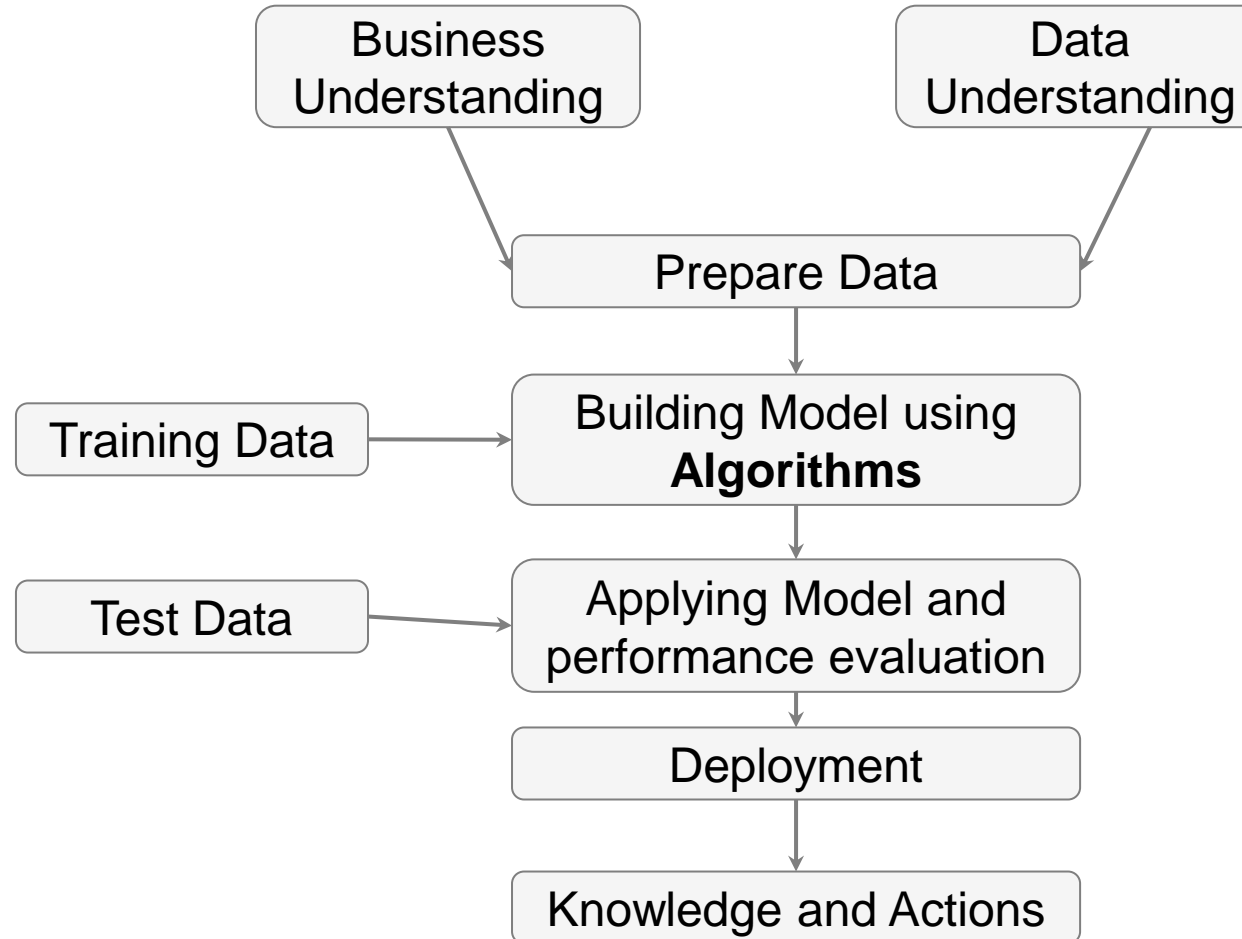 Business
Understanding
Data
Understanding
Prepare Data
Training Data
Building Model using
Algorithms
Test Data
Applying Model and
performance evaluation
Deployment
Knowledge and Actions